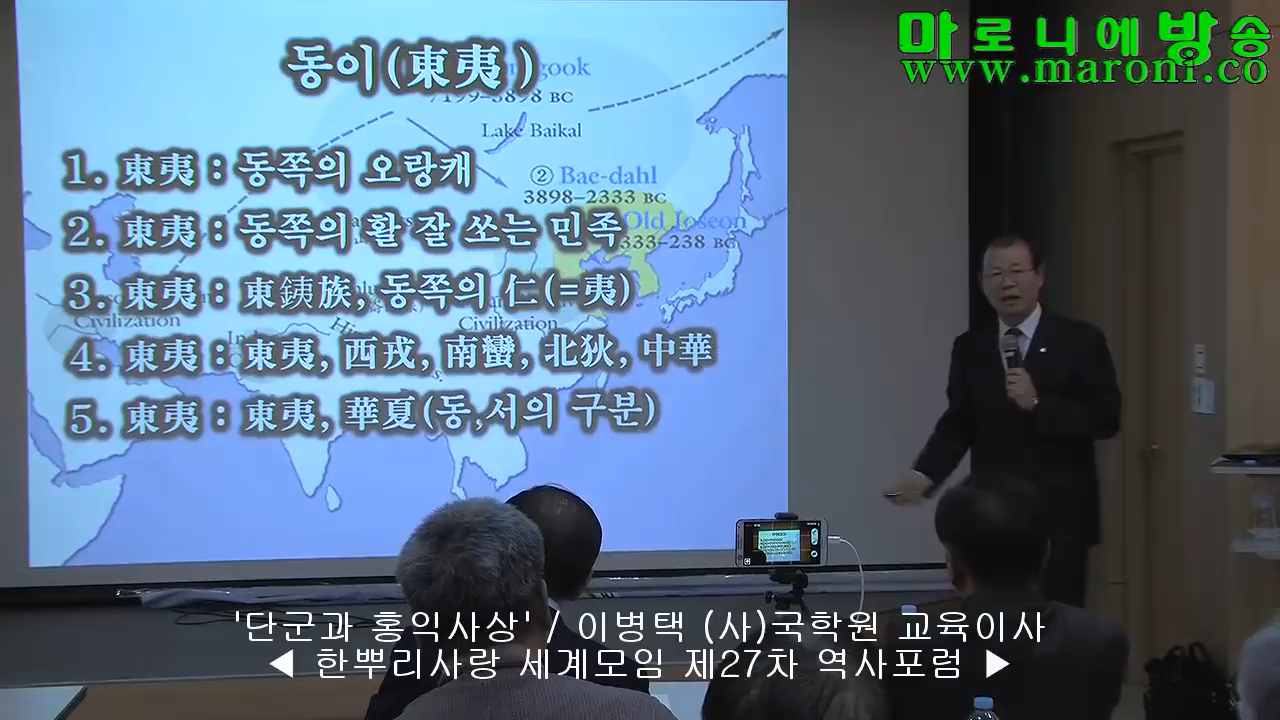 마로니에방송
www.maroni.co
동이(東夷)
gook
3898 BC
Lake Baikal
② Bae-dahl
3898–2333 BC
Old Joseon
333–238 BC
1. 東夷 : 동쪽의 오랑캐
2. 東夷 : 동쪽의 활 잘 쏘는 민족
3. 東夷 : 東銕族, 동쪽의 仁(=夷)
Civilization
Civilization
4. 東夷 : 東夷, 西戎, 南蠻, 北狄, 中華
5. 東夷 : 東夷, 華夏(동,서의 구분)
'단군과 홍익사상' / 이병택 (사)국학원 교육이사
◀ 한뿌리사랑 세계모임 제27차 역사포럼 ▶